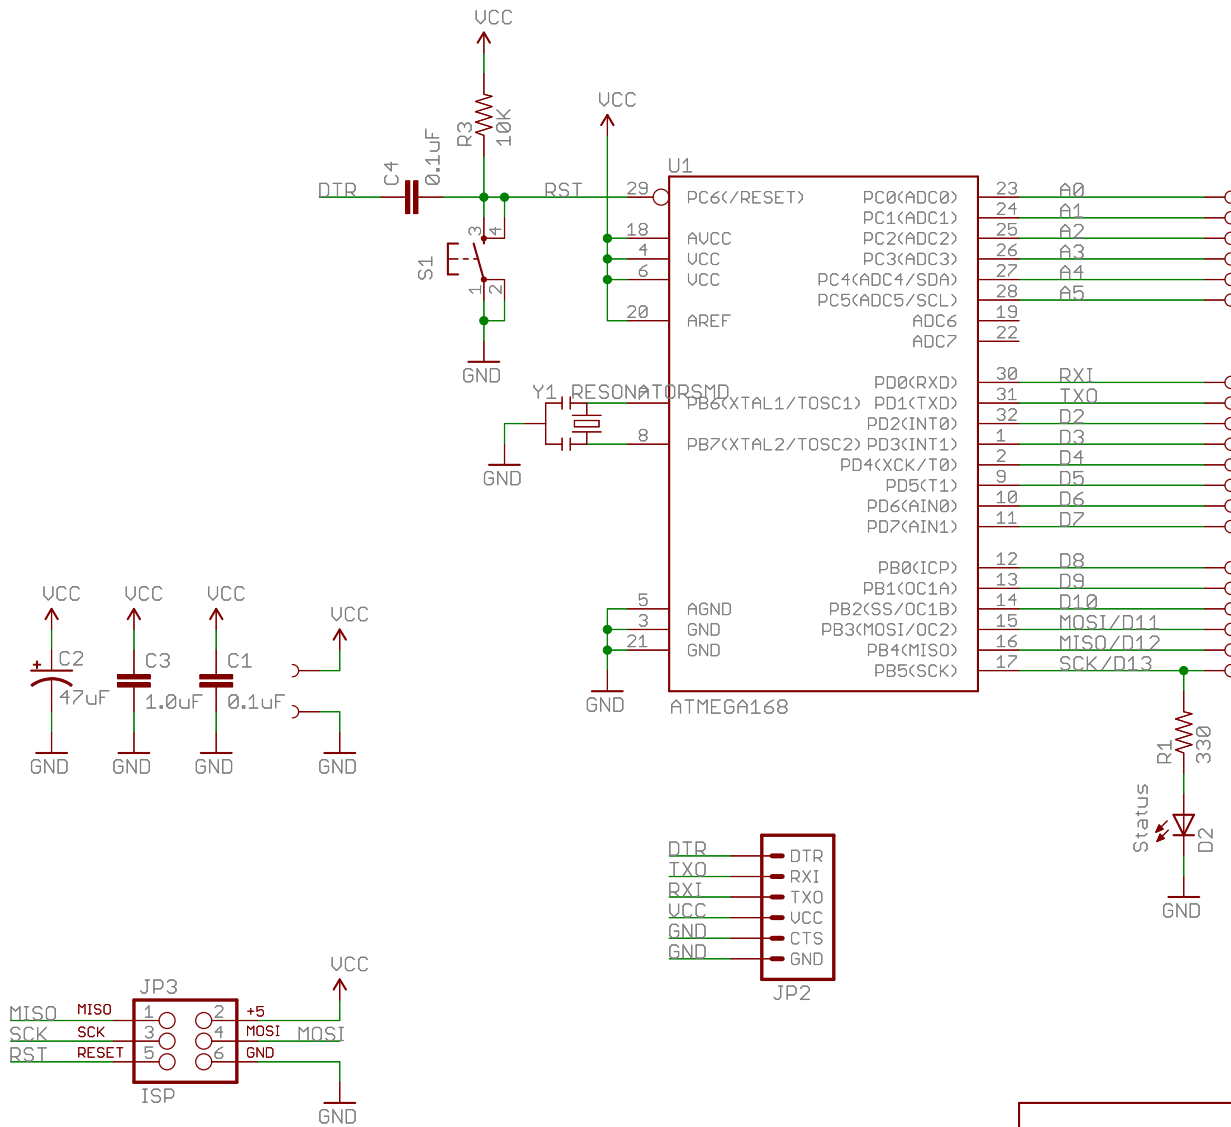 VCC
R3
10K
DTR
C4
0.1uF
RST
S1
3
4
1
2
GND
VCC
U1
29 PC6(/RESET)
18 AVCC
4 VCC
6 VCC
20 AREF
Y1 RESONATORSMD
PB6(XTAL1/TOSC1)
8 PB7(XTAL2/TOSC2)
GND
5 AGND
3 GND
21 GND
GND
PC0(ADC0) 23 A0
PC1(ADC1) 24 A1
PC2(ADC2) 25 A2
PC3(ADC3) 26 A3
PC4(ADC4/SDA) 27 A4
PC5(ADC5/SCL) 28 A5
ADC6 19
ADC7 22
PD0(RXD) 30 RXI
PD1(TXD) 31 TXO
PD2(INT0) 32 D2
PD3(INT1) 1 D3
PD4(XCK/T0) 2 D4
PD5(T1) 9 D5
PD6(AIN0) 10 D6
PD7(AIN1) 11 D7
PB0(ICP) 12 D8
PB1(OC1A) 13 D9
PB2(SS/OC1B) 14 D10
PB3(MOSI/OC2) 15 MOSI/D11
PB4(MISO) 16 MISO/D12
PB5(SCK) 17 SCK/D13
ATMEGA168
R1
330
Status
D2
GND
VCC
C2
47uF
GND
VCC
C3
1.0uF
GND
VCC
C1
0.1uF
GND
VCC
GND
DTR DTR
TXO RXI
RXI TXO
VCC VCC
GND CTS
GND GND
JP2
JP3
VCC
MISO MISO 1 2 +5
SCK SCK 3 4 MOSI MOSI
RST RESET 5 6 GND
ISP
GND